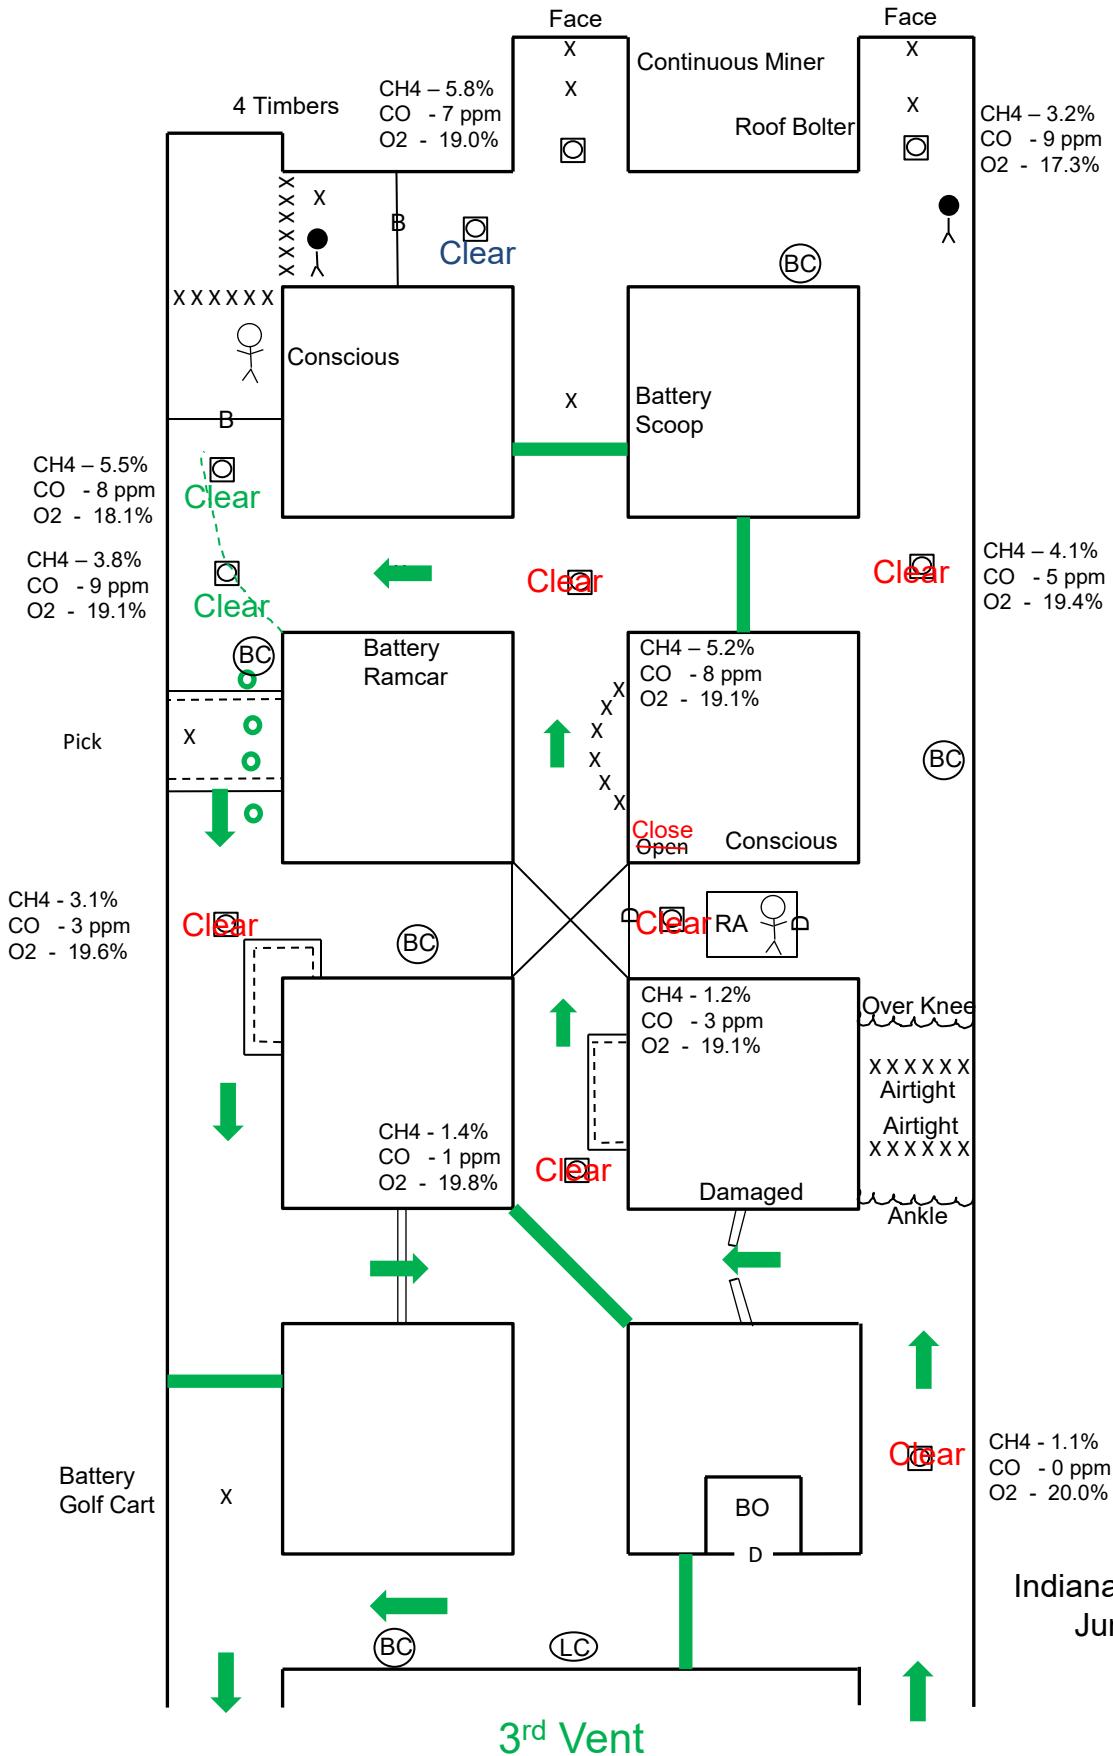 Face
Face
Continuous Miner
CH4 – 5.8%
CO - 7 ppm
O2 - 19.0%
4 Timbers
Roof Bolter
CH4 – 3.2%
CO - 9 ppm
O2 - 17.3%
X
X
X
X
X
X X X X X X X
B
Clear
BC
X X X X X X
Conscious
X
Battery
Scoop
B
CH4 – 5.5%
CO - 8 ppm
O2 - 18.1%
Clear
CH4 – 3.8%
CO - 9 ppm
O2 - 19.1%
Clear
Clear
Clear
CH4 – 4.1%
CO - 5 ppm
O2 - 19.4%
BC
Battery
Ramcar
CH4 – 5.2%
CO - 8 ppm
O2 - 19.1%
X X X X X X
Pick
X
BC
Close
Open
Conscious
CH4 - 3.1%
CO - 3 ppm
O2 - 19.6%
Clear
BC
D
Clear
RA
D
CH4 - 1.2%
CO - 3 ppm
O2 - 19.1%
Over Knee
X X X X X X
Airtight
Airtight
X X X X X X
CH4 - 1.4%
CO - 1 ppm
O2 - 19.8%
Clear
Damaged
Ankle
Clear
CH4 - 1.1%
CO - 0 ppm
O2 - 20.0%
Battery
Golf Cart
X
BO
D
Indiana
Jun
BC
LC
3rd Vent